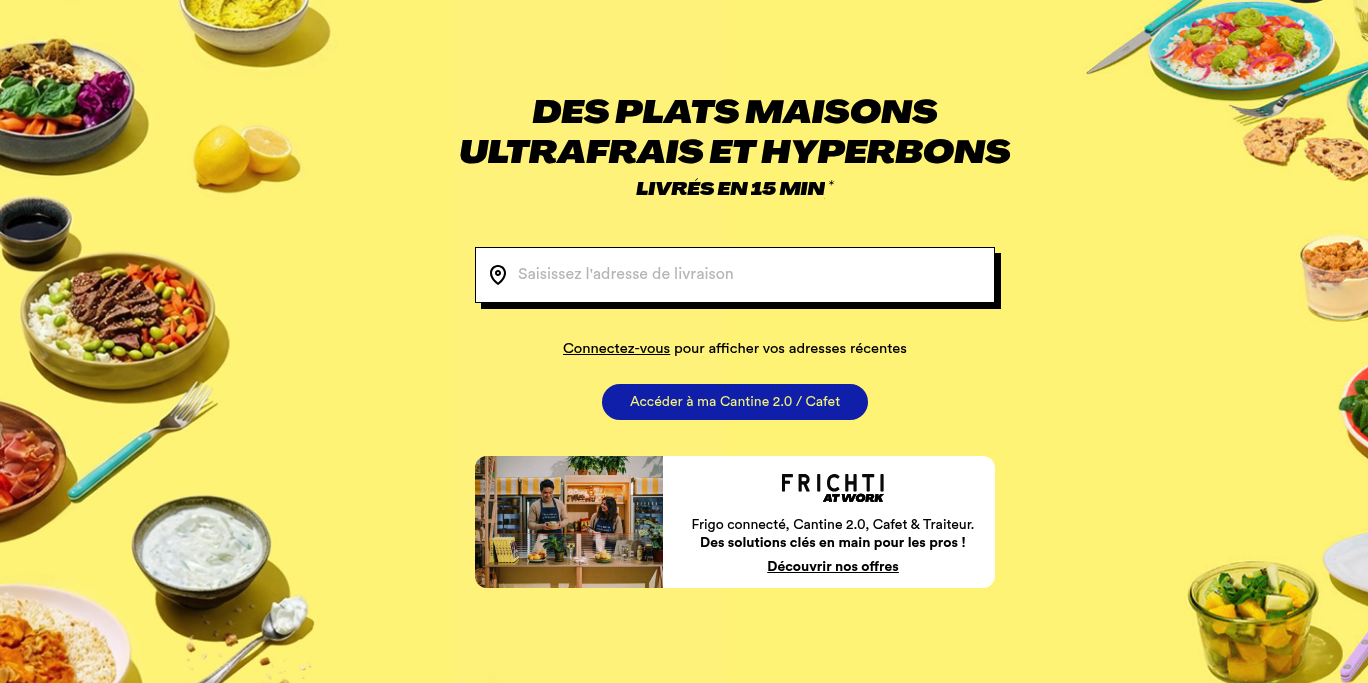 DES PLATS MAISONS
ULTRAFRAIS ET HYPERBONS
LIVRÉS EN 15 MIN *
Saisissez l'adresse de livraison
Connectez-vous pour afficher vos adresses récentes
Accéder à ma Cantine 2.0 / Cafet
FRICHTI
AT WORK
Frigo connecté, Cantine 2.0, Cafet & Traiteur.
Des solutions clés en main pour les pros !
Découvrir nos offres